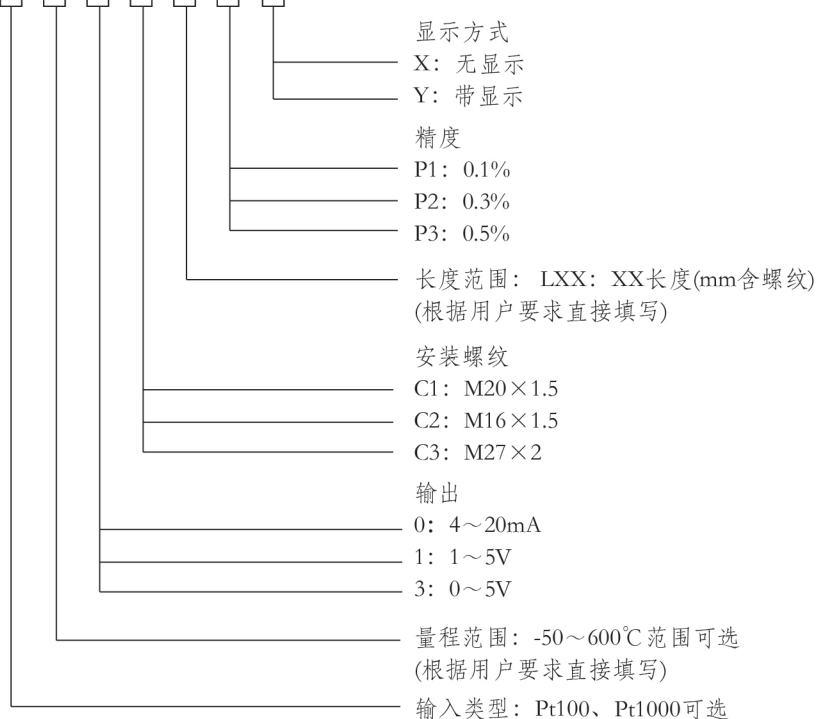 显示方式
X：无显示
Y：带显示
精度
P1：0.1%
P2：0.3%
P3：0.5%
长度范围： LXX：XX长度(mm含螺纹)
(根据用户要求直接填写)
安装螺纹
C1：M20×1.5
C2：M16×1.5
C3：M27×2
输出
0：4～20mA
1：1～5V
3：0～5V
量程范围：-50～600℃范围可选
(根据用户要求直接填写)
输入类型：Pt100、Pt1000可选